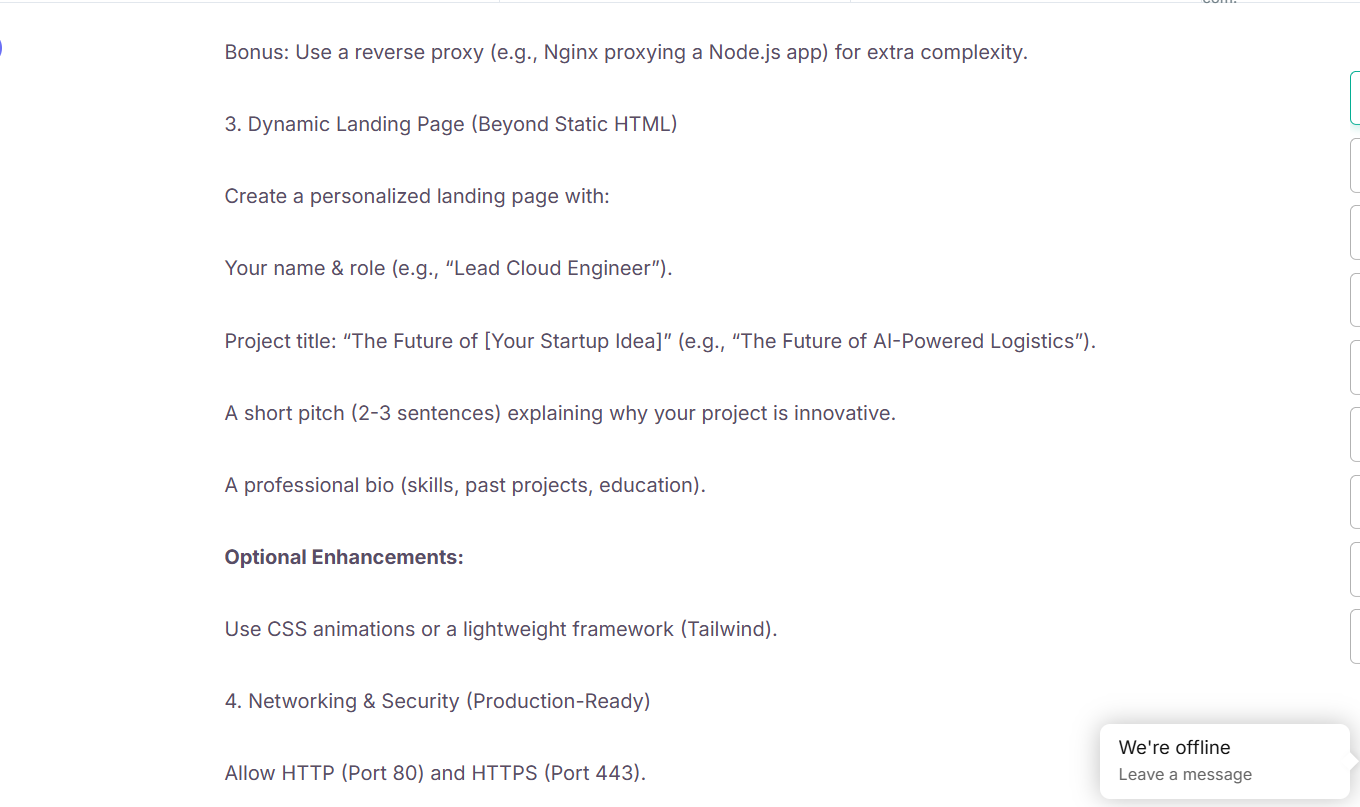 com.
Bonus: Use a reverse proxy (e.g., Nginx proxying a Node.js app) for extra complexity.
3. Dynamic Landing Page (Beyond Static HTML)
Create a personalized landing page with:
Your name & role (e.g., “Lead Cloud Engineer”).
Project title: “The Future of [Your Startup Idea]” (e.g., “The Future of AI-Powered Logistics”).
A short pitch (2-3 sentences) explaining why your project is innovative.
A professional bio (skills, past projects, education).
Optional Enhancements:
Use CSS animations or a lightweight framework (Tailwind).
4. Networking & Security (Production-Ready)
Allow HTTP (Port 80) and HTTPS (Port 443).
We're offline
Leave a message